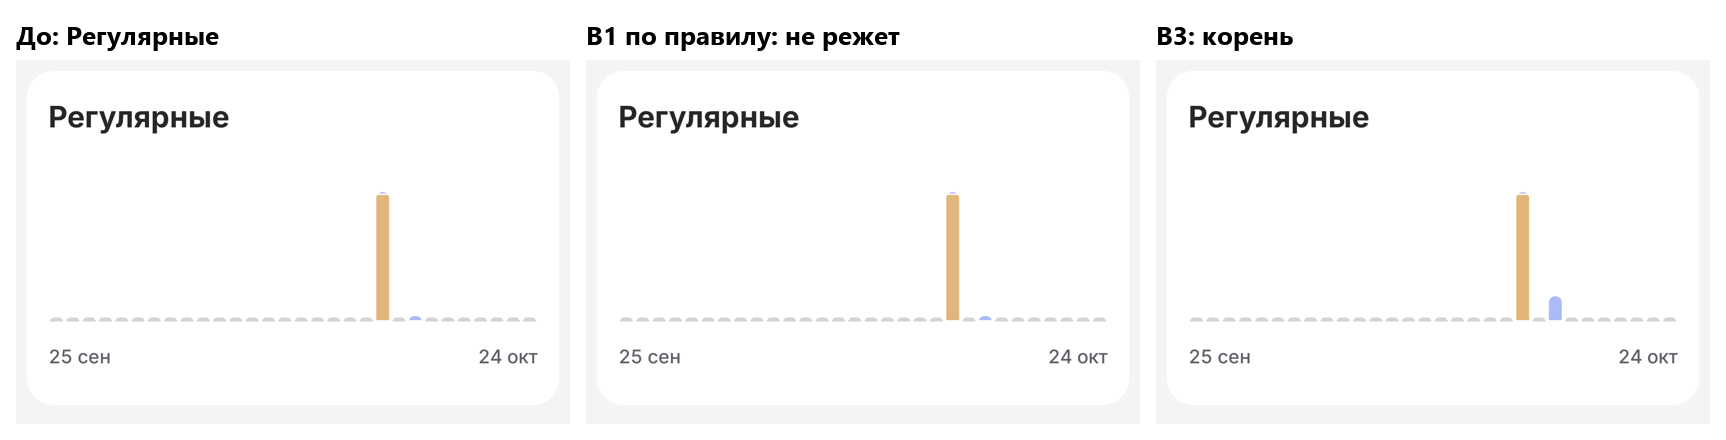 До: Регулярные
В1 по правилу: не режет
В3: корень
Регулярные
Регулярные
Регулярные
25 сен
24 окт
25 сен
24 окт
25 сен
24 окт